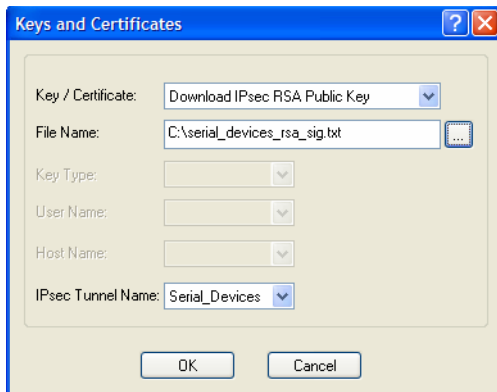 Keys and Certificates
Key / Certificate: Download IPsec RSA Public Key
File Name: C:\serial_devices_rsa_sig.txt ...
Key Type:
User Name:
Host Name:
IPsec Tunnel Name: Serial_Devices
OK Cancel